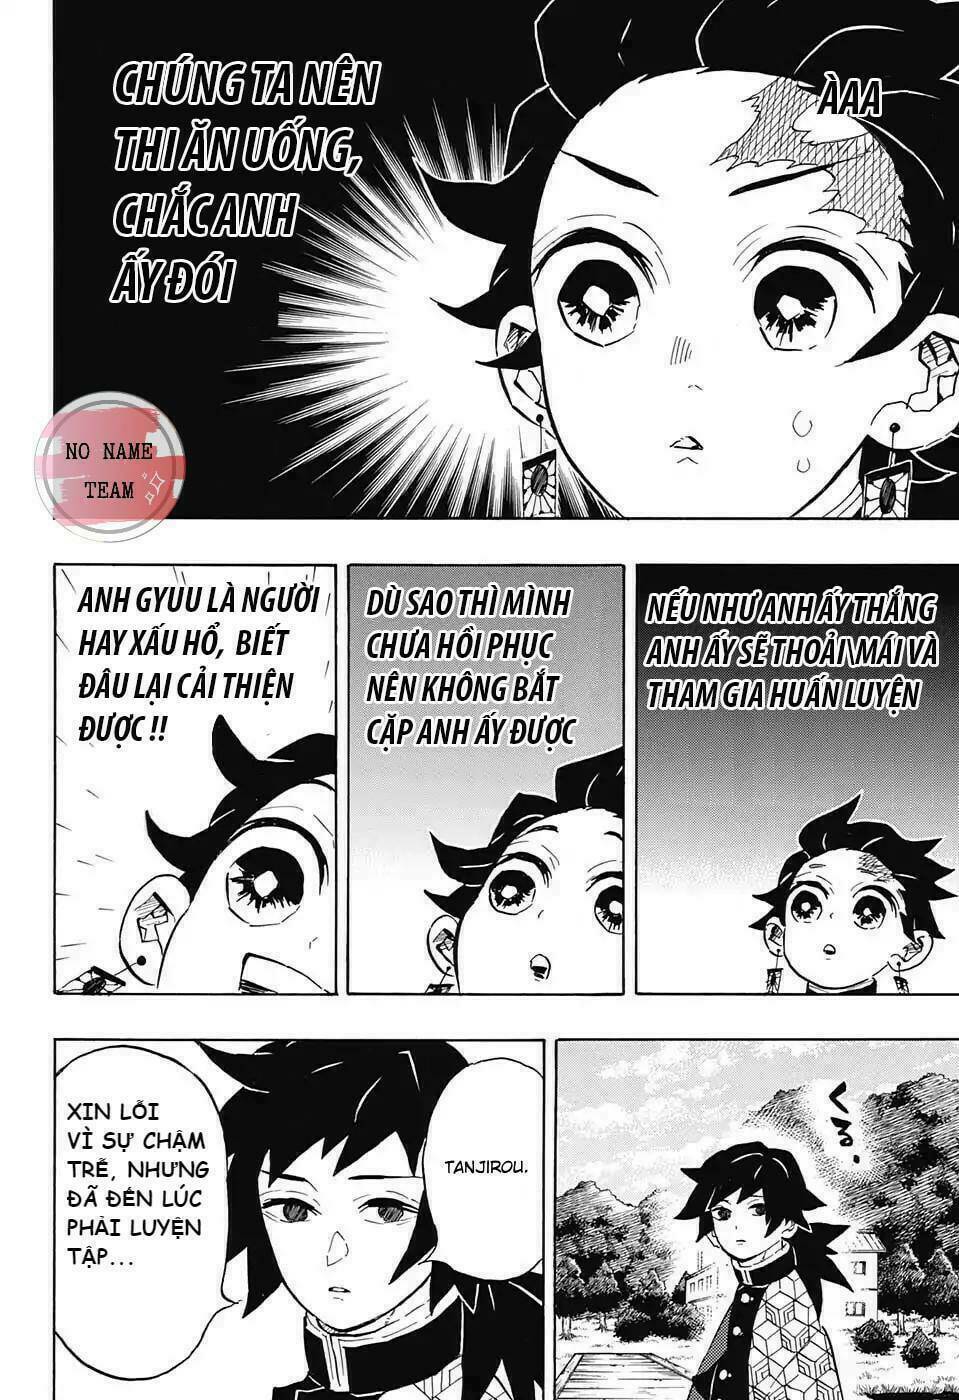 ÀAA
CHÚNG TA NÊN
THI ĂN UỐNG,
CHẮC ANH
ẤY ĐÓI
NO NAME
TEAM
NẾU NHƯ ANH ẤY THẮNG
ANH ẤY SẼ THOẢI\MÁI VÀ
THAM GIA HUẤN LUYỆN
DÙ SAO THÌ MÌNH
CHƯA HỒI PHỤC
NÊN KHÔNG BẮT
CẶP ANH ẤY ĐƯỢC
ANH GYUU LÀ NGƯỜI
HAY XẤU HỔ, BIẾT
ĐÂU LẠI CẢI THIỆN
ĐƯỢC !!
くるっ
TANJIROU.
XIN LỖI
VÌ SỰ CHẬM
TRỄ, NHƯNG
ĐÃ ĐẾN LÚC
PHẢI LUYỆN
TẬP...